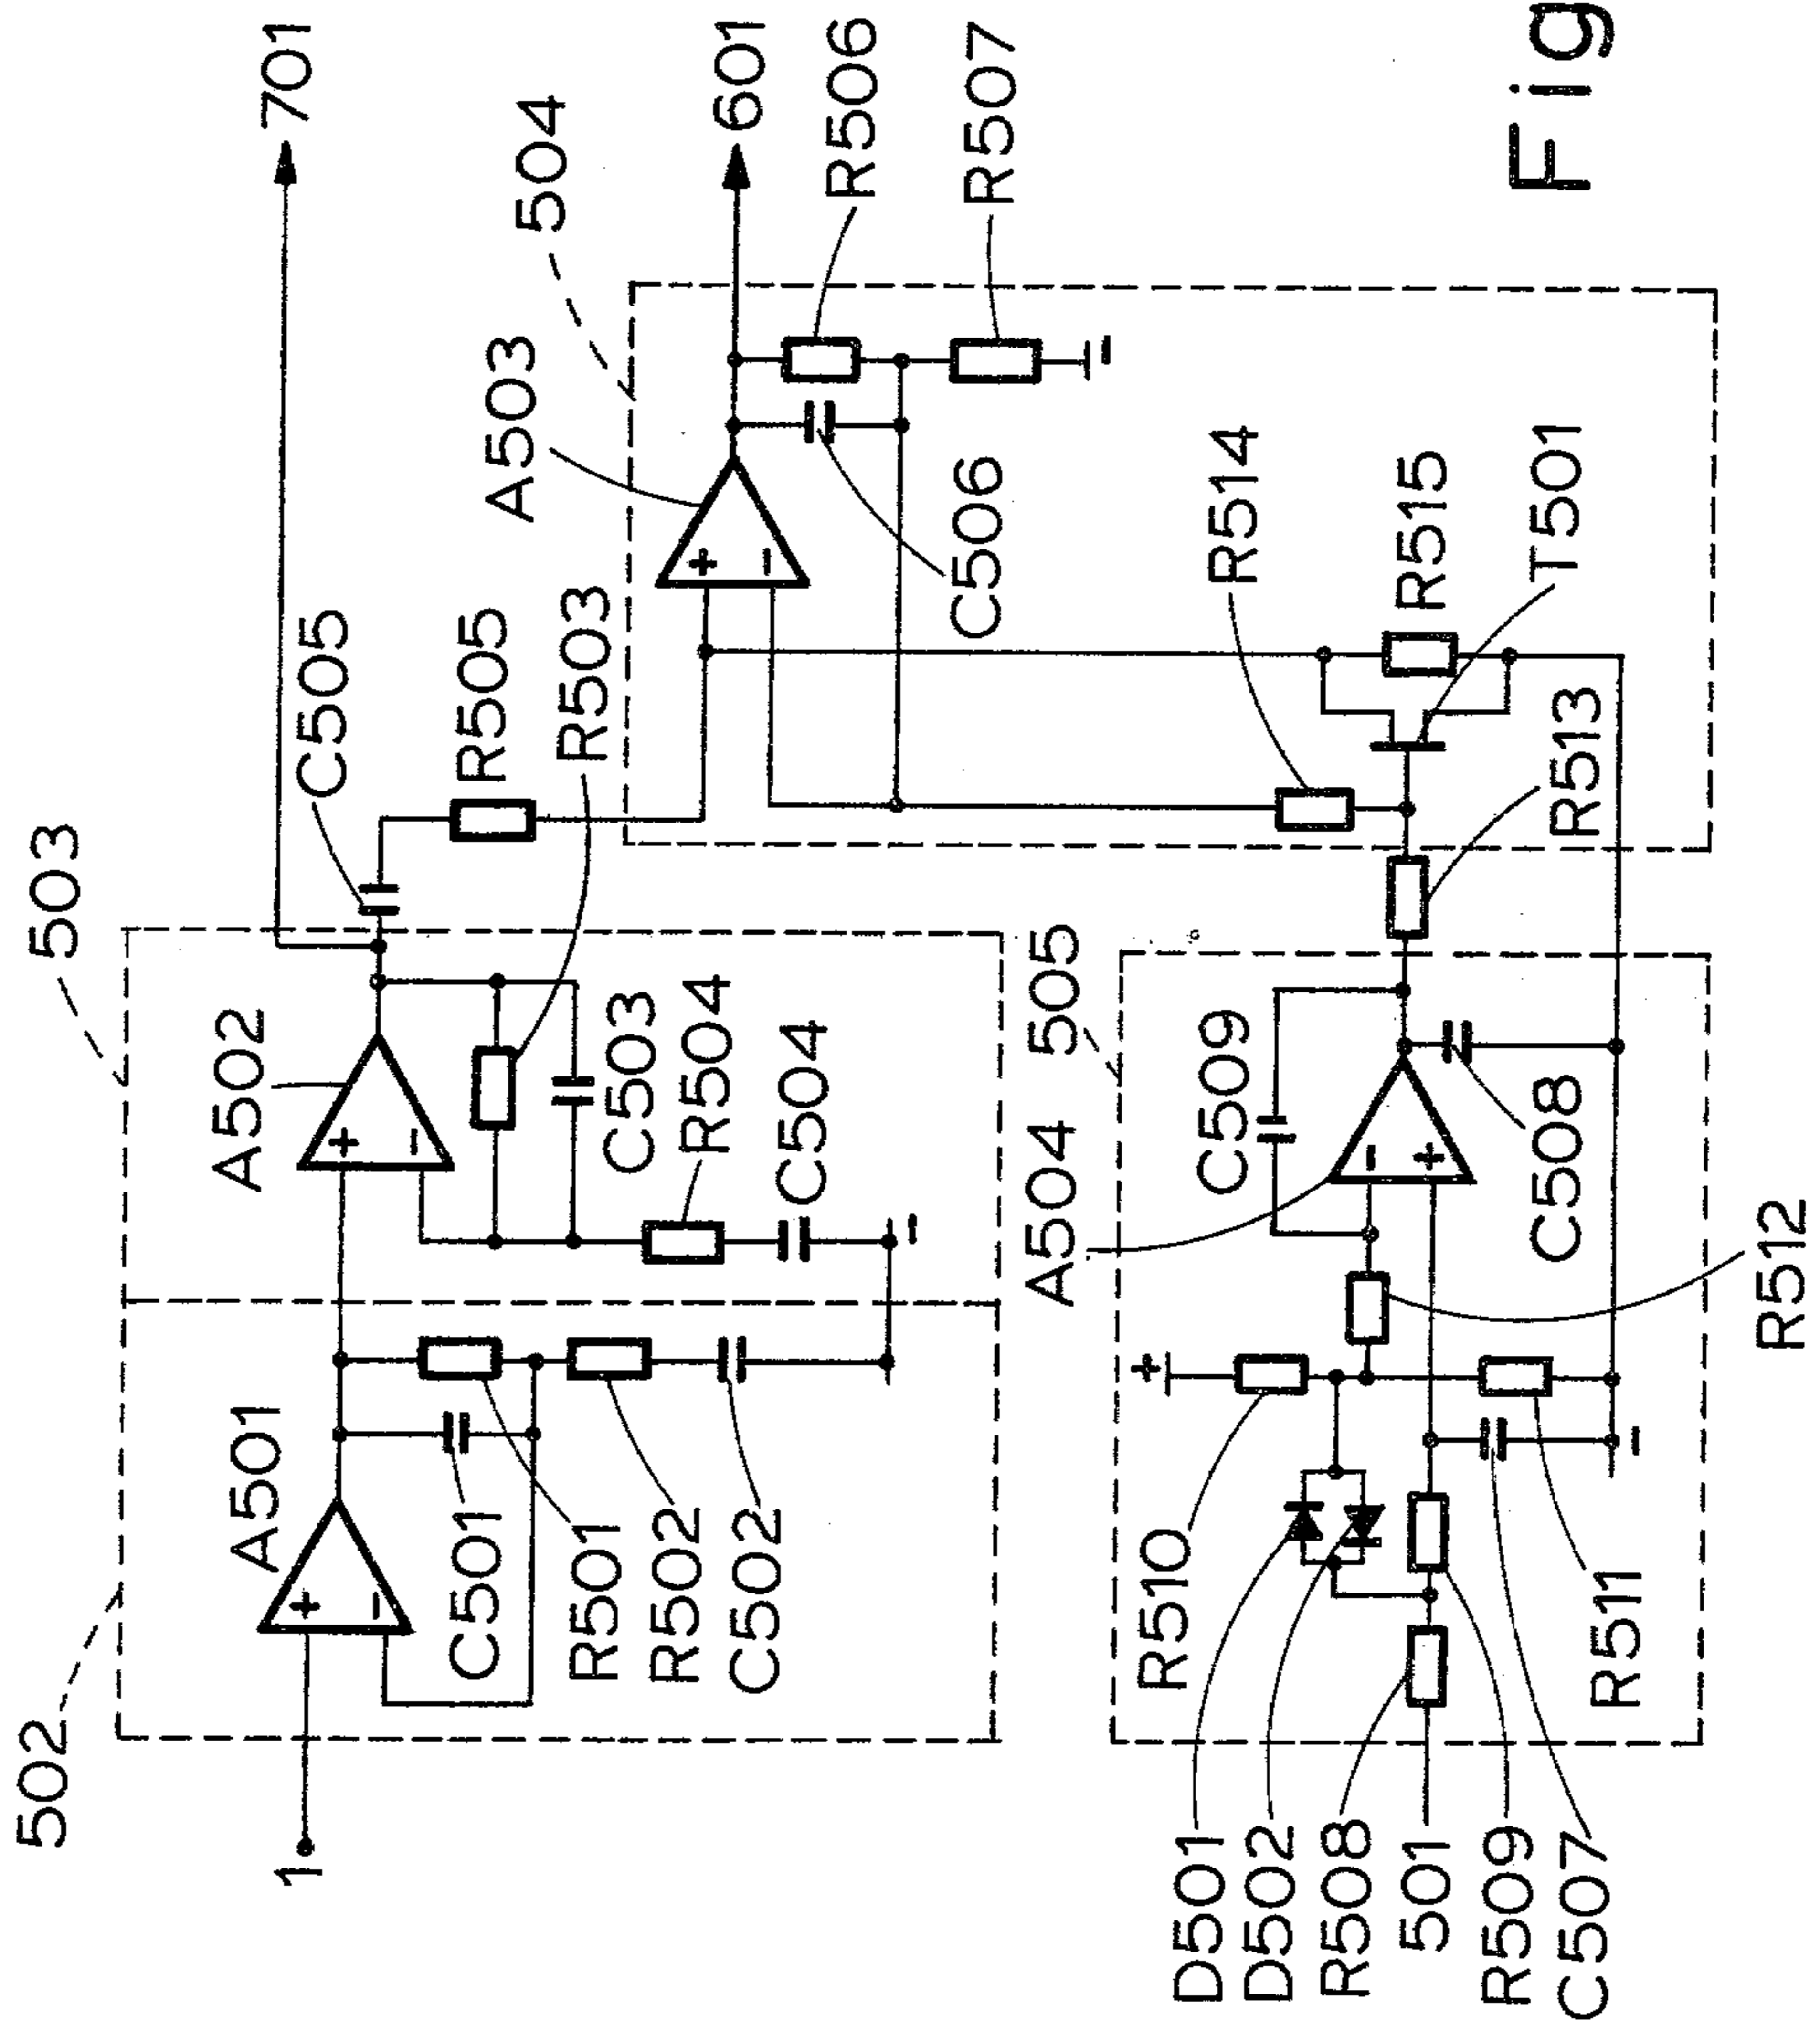 701
601
504
R506
R507
Fig
C505
R505
R503
A503
C506
R514
R515
T501
R513
503
A502
C503
R504
C504
505
C509
A504
C508
R512
+
-
+
-
+
-
-
+
+
-
-
-
502
A501
C501
R501
R502
C502
1
R510
R511
D501
D502
R508
501
R509
C507